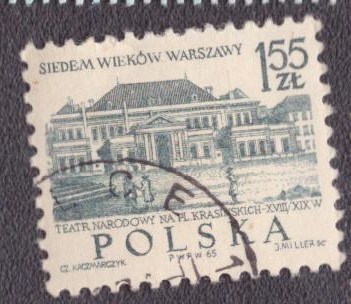 SIEDEM WIEKÓW WARSZAWY
1.55
ZŁ
TEATR NARODOWY NA PL. KRASIŃSKICH-XVIII/XIX W
POLSKA
CZ. KACZMARCZYK PWPW 65 J. MILLER SC.